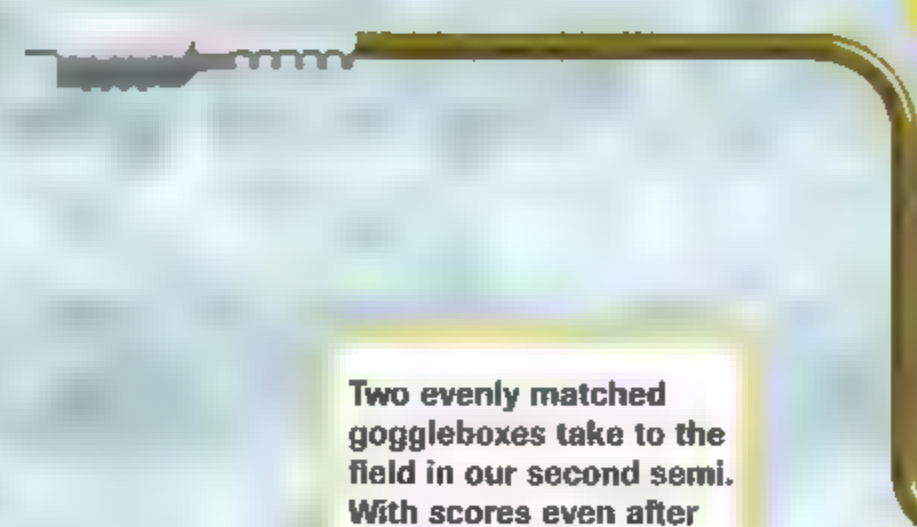 Two evenly matched
goggleboxes take to the
field in our second semi.
With scores even after